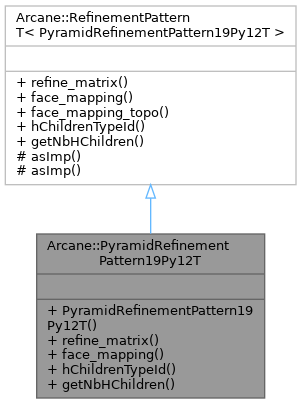 Arcane::RefinementPattern
T< PyramidRefinementPattern19Py12T >
+ refine_matrix()
+ face_mapping()
+ face_mapping_topo()
+ hChildrenTypeId()
+ getNbHChildren()
# asImp()
# asImp()
Arcane::PyramidRefinement
Pattern19Py12T
+ PyramidRefinementPattern19
Py12T()
+ refine_matrix()
+ face_mapping()
+ hChildrenTypeId()
+ getNbHChildren()